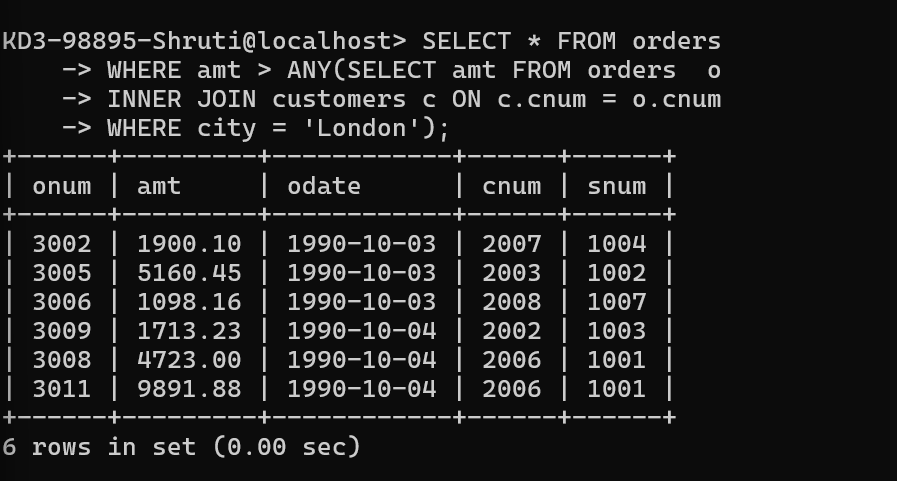 KD3-98895-Shruti@localhost> SELECT * FROM orders
    -> WHERE amt > ANY(SELECT amt FROM orders  o
    -> INNER JOIN customers c ON c.cnum = o.cnum
    -> WHERE city = 'London');
+------+---------+------------+------+------+
| onum | amt     | odate      | cnum | snum |
+------+---------+------------+------+------+
| 3002 | 1900.10 | 1990-10-03 | 2007 | 1004 |
| 3005 | 5160.45 | 1990-10-03 | 2003 | 1002 |
| 3006 | 1098.16 | 1990-10-03 | 2008 | 1007 |
| 3009 | 1713.23 | 1990-10-04 | 2002 | 1003 |
| 3008 | 4723.00 | 1990-10-04 | 2006 | 1001 |
| 3011 | 9891.88 | 1990-10-04 | 2006 | 1001 |
+------+---------+------------+------+------+
6 rows in set (0.00 sec)